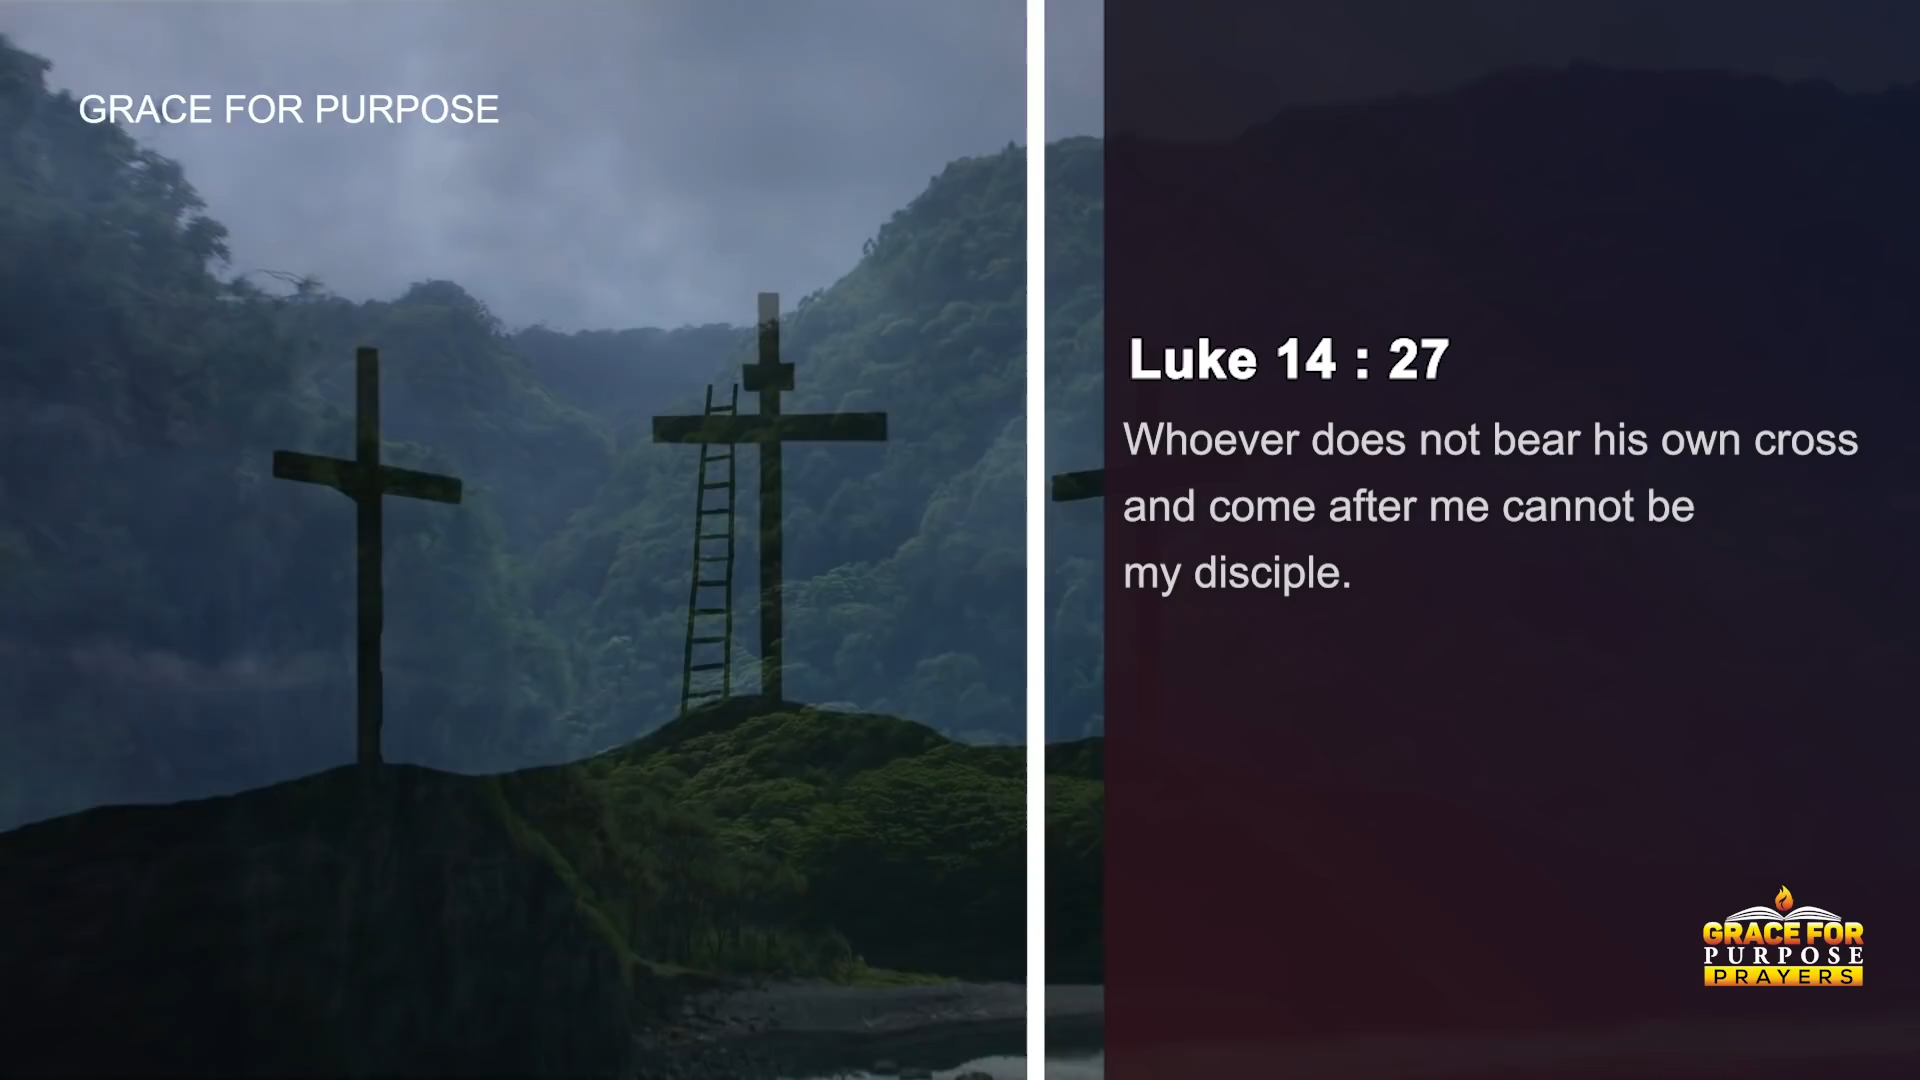 GRACE FOR PURPOSE
Luke 14 : 27
Whoever does not bear his own cross
and come after me cannot be
my disciple.
GRACE FOR
PURPOSE
PRAYERS